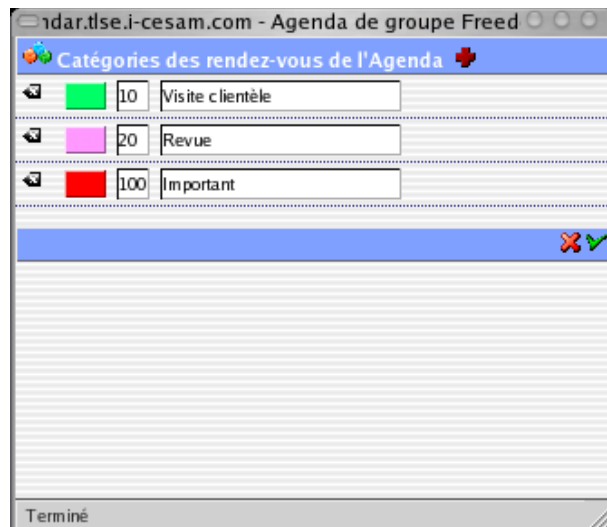 ndar.tlse.i-cesam.com - Agenda de groupe Freed
Catégories des rendez-vous de l'Agenda
10 Visite clientèle
20 Revue
100 Important
Terminé